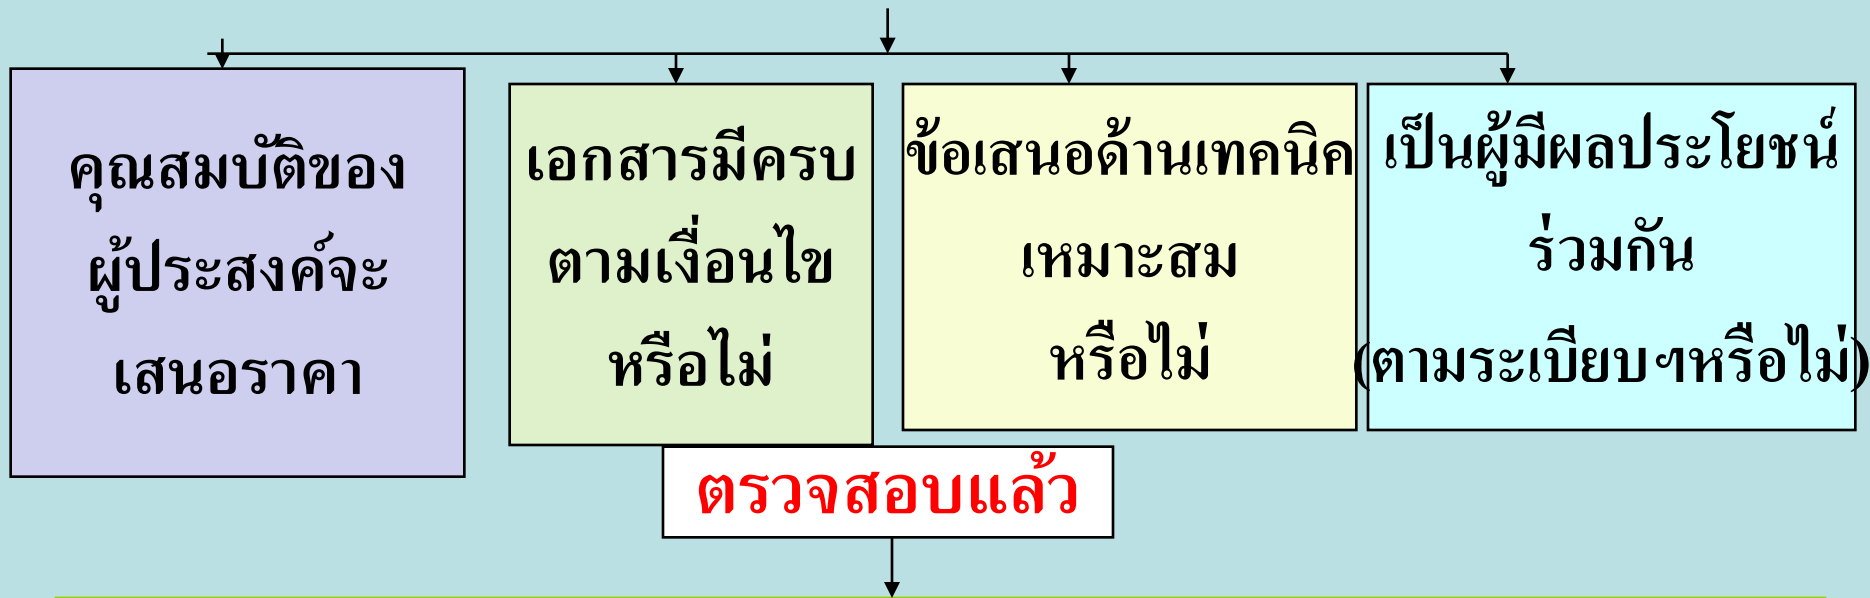 คุณสมบัติของ
ผู้ประสงค์จะ
เสนอราคา
เอกสารมีครบ
ตามเงื่อนไข
หรือไม่
ข้อเสนอด้านเทคนิค
เหมาะสม
หรือไม่
เป็นผู้มีผลประโยชน์
ร่วมกัน
(ตามระเบียบฯหรือไม่)
ตรวจสอบแล้ว